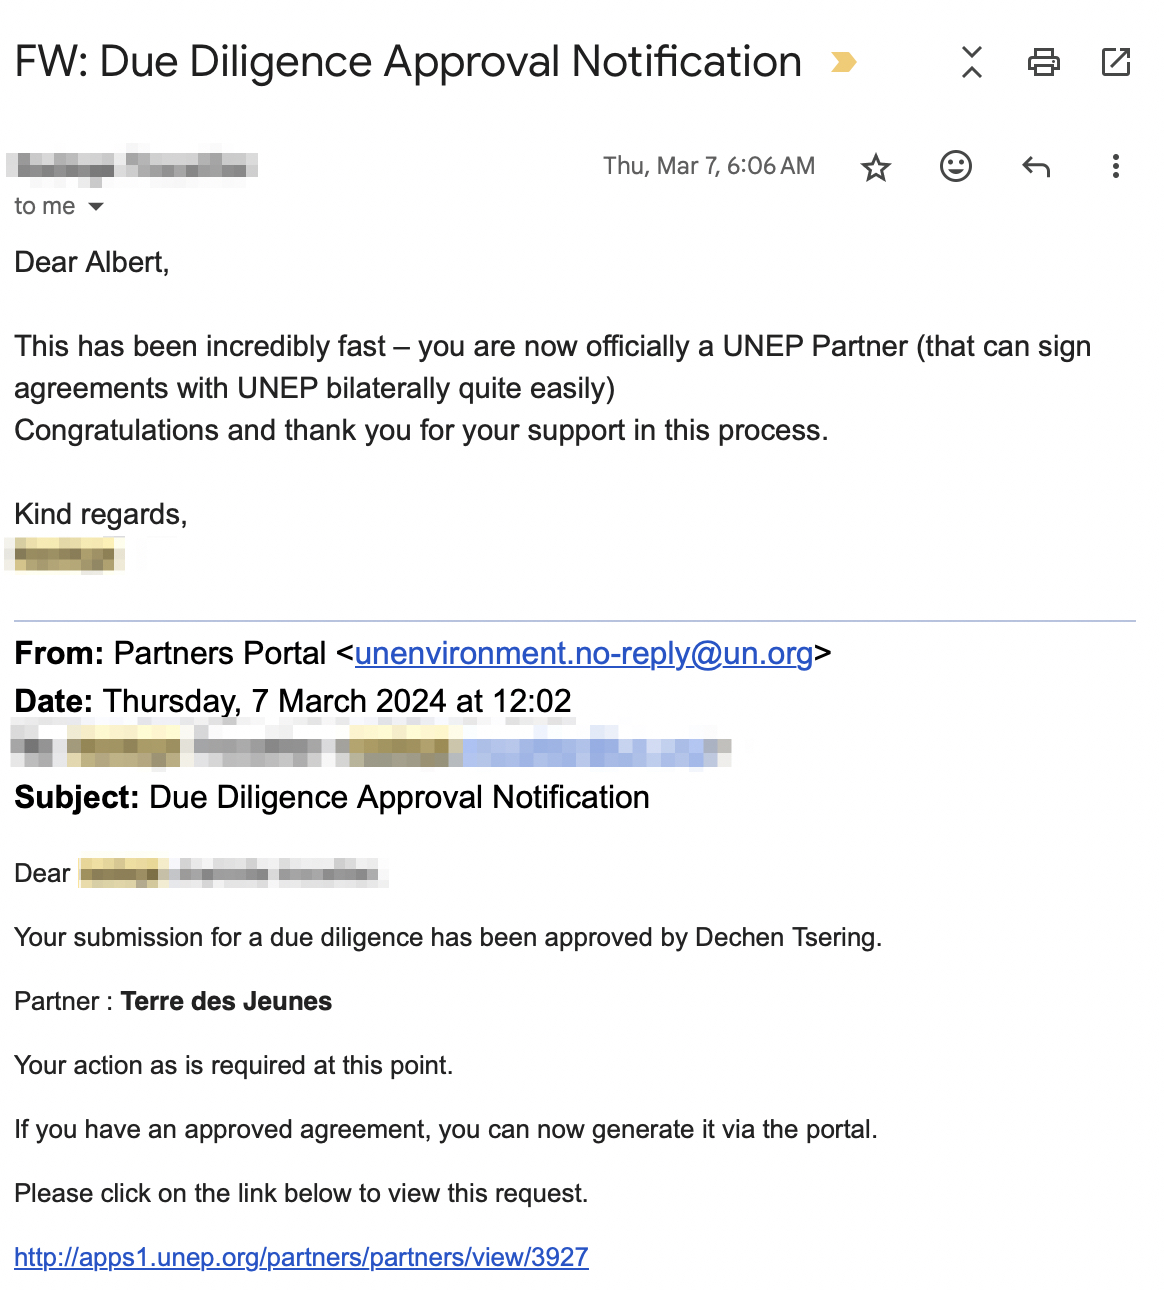 FW: Due Diligence Approval Notification
Thu, Mar 7, 6:06 AM
to me
Dear Albert,
This has been incredibly fast – you are now officially a UNEP Partner (that can sign
agreements with UNEP bilaterally quite easily)
Congratulations and thank you for your support in this process.
Kind regards,
From: Partners Portal <unenvironment.no-reply@un.org>
Date: Thursday, 7 March 2024 at 12:02
Subject: Due Diligence Approval Notification
Dear
Your submission for a due diligence has been approved by Dechen Tsering.
Partner : Terre des Jeunes
Your action as is required at this point.
If you have an approved agreement, you can now generate it via the portal.
Please click on the link below to view this request.
http://apps1.unep.org/partners/partners/view/3927